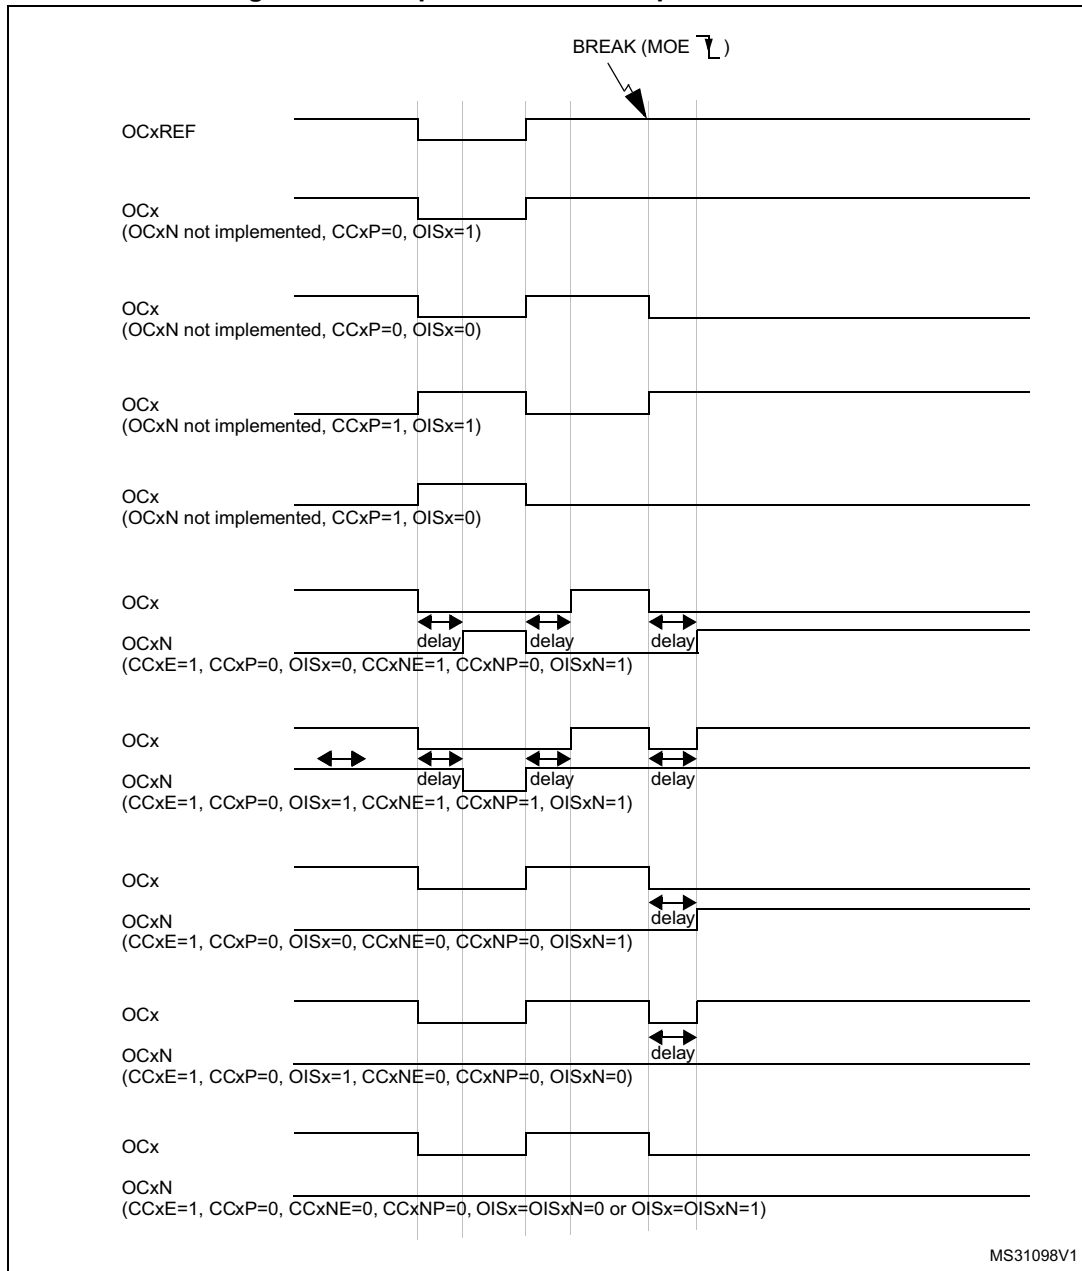 BREAK (MOE )
OCxREF
OCx
(OCxN not implemented, CCxP=0, OISx=1)
OCx
(OCxN not implemented, CCxP=0, OISx=0)
OCx
(OCxN not implemented, CCxP=1, OISx=1)
OCx
(OCxN not implemented, CCxP=1, OISx=0)
OCx
delay delay delay
OCxN
(CCxE=1, CCxP=0, OISx=0, CCxNE=1, CCxNP=0, OISxN=1)
OCx
delay delay delay
OCxN
(CCxE=1, CCxP=0, OISx=1, CCxNE=1, CCxNP=1, OISxN=1)
OCx
delay
OCxN
(CCxE=1, CCxP=0, OISx=0, CCxNE=0, CCxNP=0, OISxN=1)
OCx
delay
OCxN
(CCxE=1, CCxP=0, OISx=1, CCxNE=0, CCxNP=0, OISxN=0)
OCx
OCxN
(CCxE=1, CCxP=0, CCxNE=0, CCxNP=0, OISx=OISxN=0 or OISx=OISxN=1)
MS31098V1